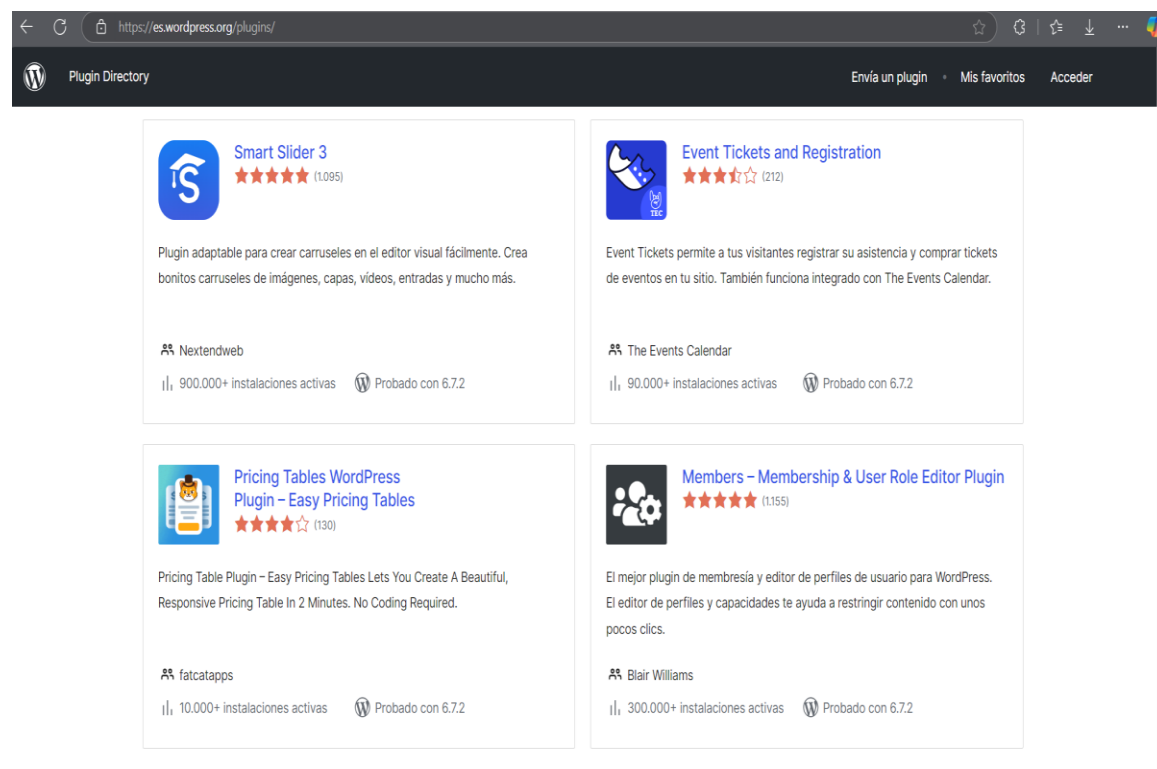 https://es.wordpress.org/plugins/
Plugin Directory
Envía un plugin
Mis favoritos
Acceder
Smart Slider 3
(1.095)
Plugin adaptable para crear carruseles en el editor visual fácilmente. Crea
bonitos carruseles de imágenes, capas, vídeos, entradas y mucho más.
Nextendweb
900.000+ instalaciones activas
Probado con 6.7.2
Event Tickets and Registration
(212)
TEC
Event Tickets permite a tus visitantes registrar su asistencia y comprar tickets
de eventos en tu sitio. También funciona integrado con The Events Calendar.
The Events Calendar
90.000+ instalaciones activas
Probado con 6.7.2
Pricing Tables WordPress
Plugin – Easy Pricing Tables
(130)
Pricing Table Plugin – Easy Pricing Tables Lets You Create A Beautiful,
Responsive Pricing Table In 2 Minutes. No Coding Required.
fatcatapps
10.000+ instalaciones activas
Probado con 6.7.2
Members – Membership & User Role Editor Plugin
(1.155)
El mejor plugin de membresía y editor de perfiles de usuario para WordPress.
El editor de perfiles y capacidades te ayuda a restringir contenido con unos
pocos clics.
Blair Williams
300.000+ instalaciones activas
Probado con 6.7.2